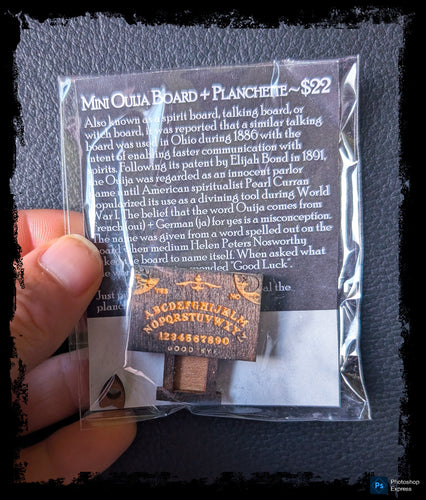 Mini Ouija Board + Planchette~$22
Also known as a spirit board, talking board, or
witch board, it was reported that a similar talking
board was used in Ohio during 1886 with the
intent of enabling faster communication with
spirits. Following its patent by Elijah Bond in 1891,
the Ouija was regarded as an innocent parlor
game until American spiritualist Pearl Curran
popularized its use as a divining tool during World
War I. The belief that the word Ouija comes from
French (oui) + German (ja) for yes is a misconception.
The name was given from a word spelled out on the
board when medium Helen Peters Nosworthy
asked the board to name itself. When asked what
"Good Luck".
Just
the
YES
NO
ABCDEFGHIJKLM
NOPQRSTUVWXYZ
1234567890
GOOD BYE
Ps Photoshop
Express